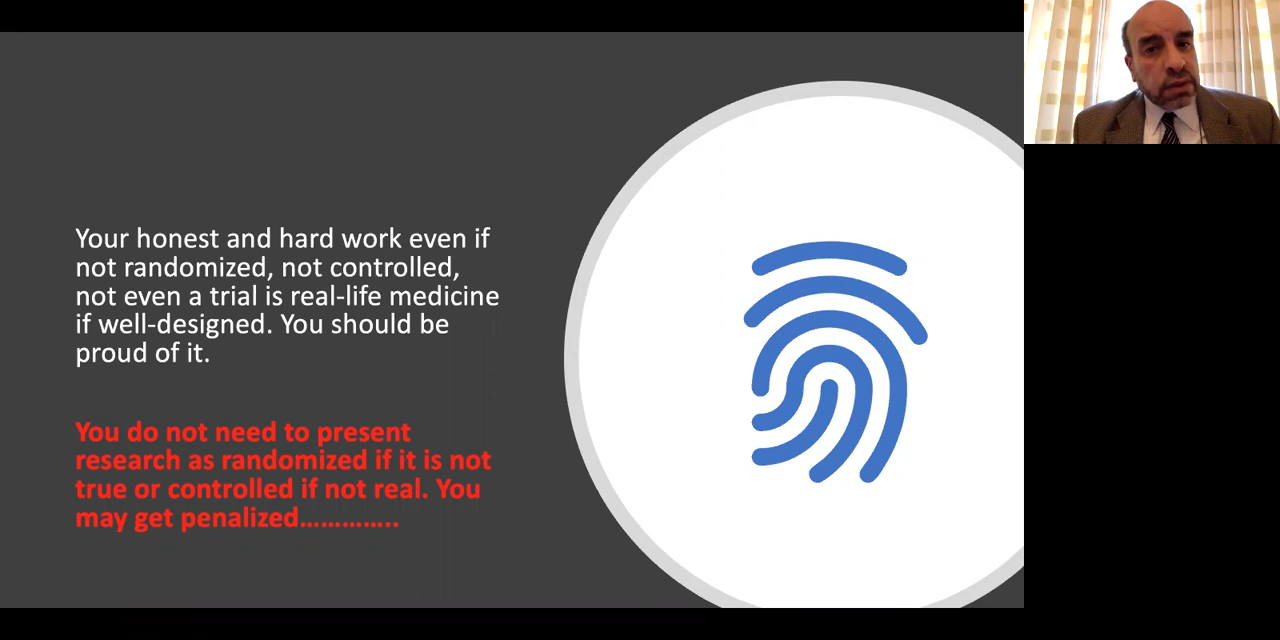 Your honest and hard work even if
not randomized, not controlled,
not even a trial is real-life medicine
if well-designed. You should be
proud of it.
You do not need to present
research as randomized if it is not
true or controlled if not real. You
may get penalized…………..